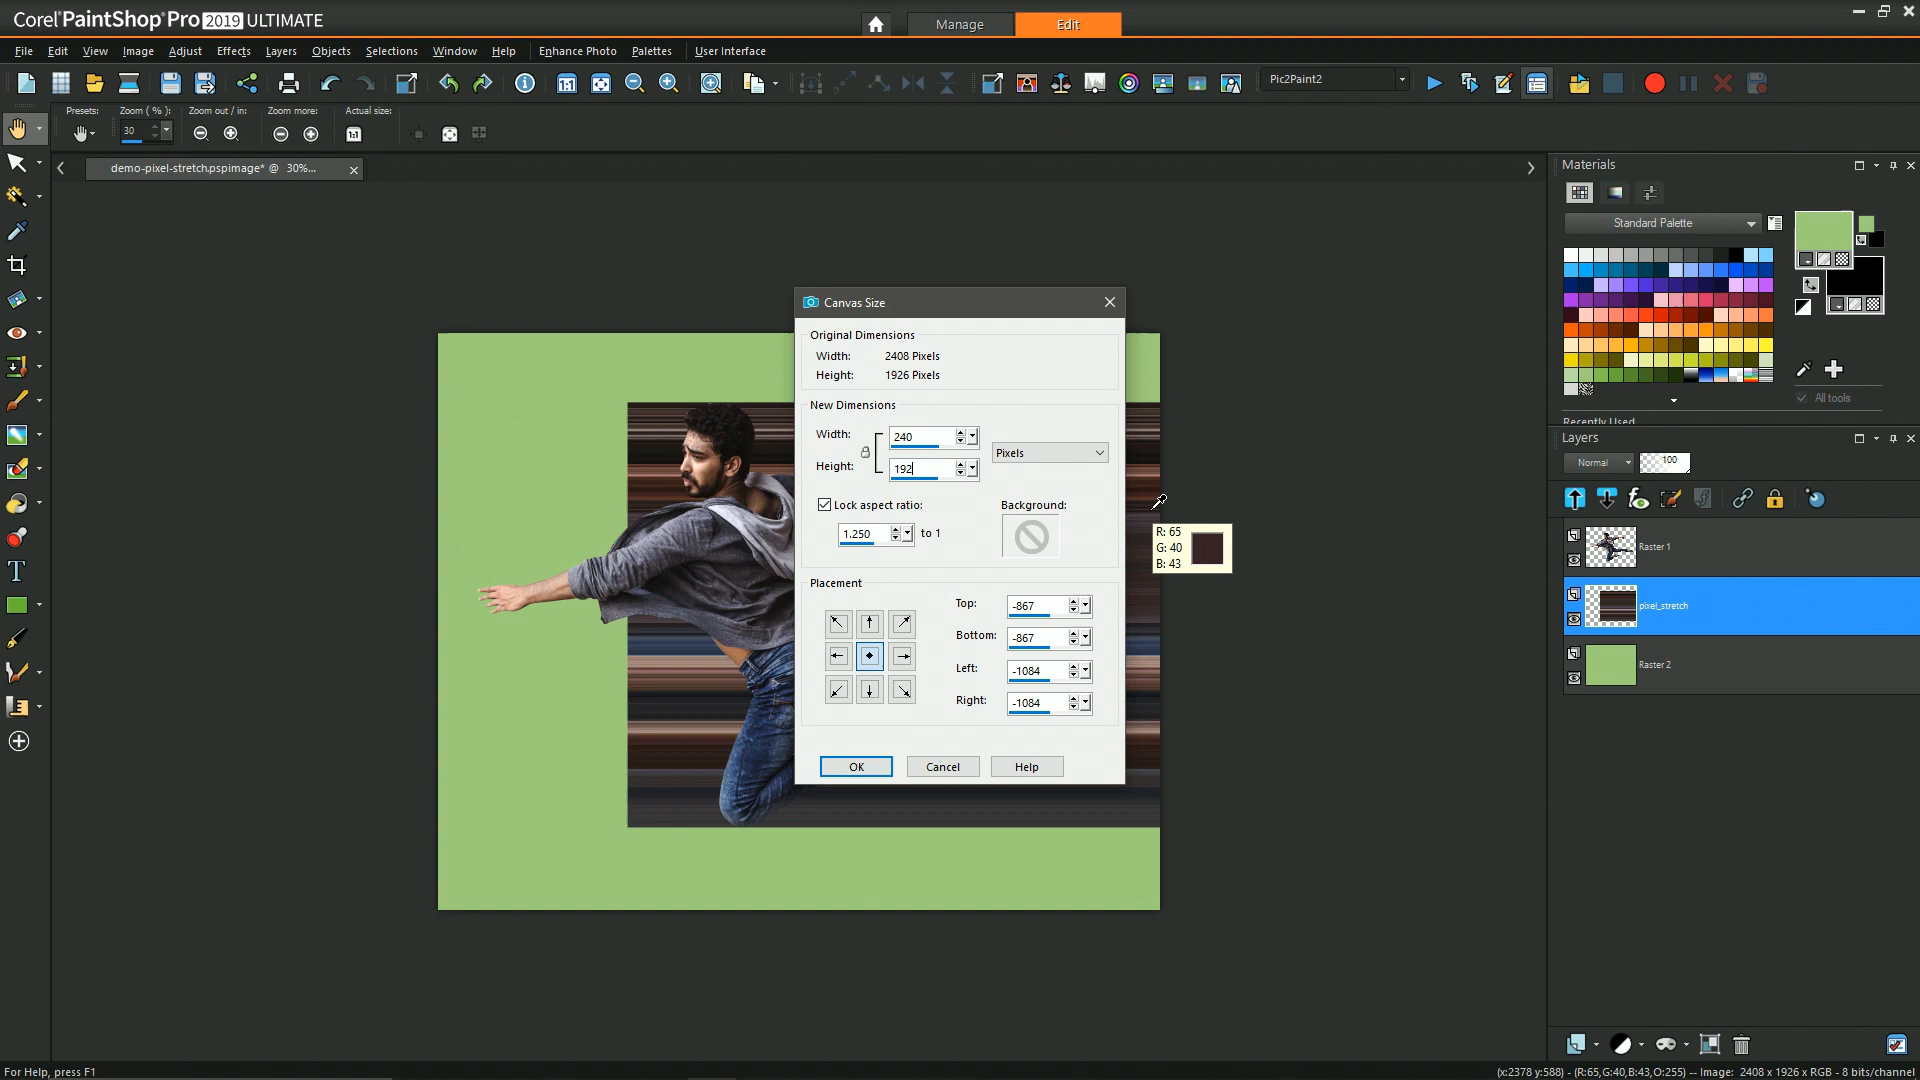 Corel PaintShop Pro 2019 ULTIMATE
Manage
Edit
File Edit View Image Adjust Effects Layers Objects Selections Window Help Enhance Photo Palettes User Interface
Pic2Paint2
Presets:
Zoom ( % ):
Zoom out / in:
Zoom more:
Actual size:
30
demo-pixel-stretch.pspimage* @ 30%...
Materials
Standard Palette
All tools
Recently Used
Canvas Size
Original Dimensions
Width: 2408 Pixels
Height: 1926 Pixels
New Dimensions
Width: 240
Height: 192
Pixels
Lock aspect ratio:
1.250 to 1
Background:
Placement
Top: -867
Bottom: -867
Left: -1084
Right: -1084
OK
Cancel
Help
R: 65
G: 40
B: 43
Layers
Normal
100
Raster 1
pixel_stretch
Raster 2
For Help, press F1
(x:2378 y:588) - (R:65,G:40,B:43,O:255) -- Image: 2408 x 1926 x RGB - 8 bits/channel